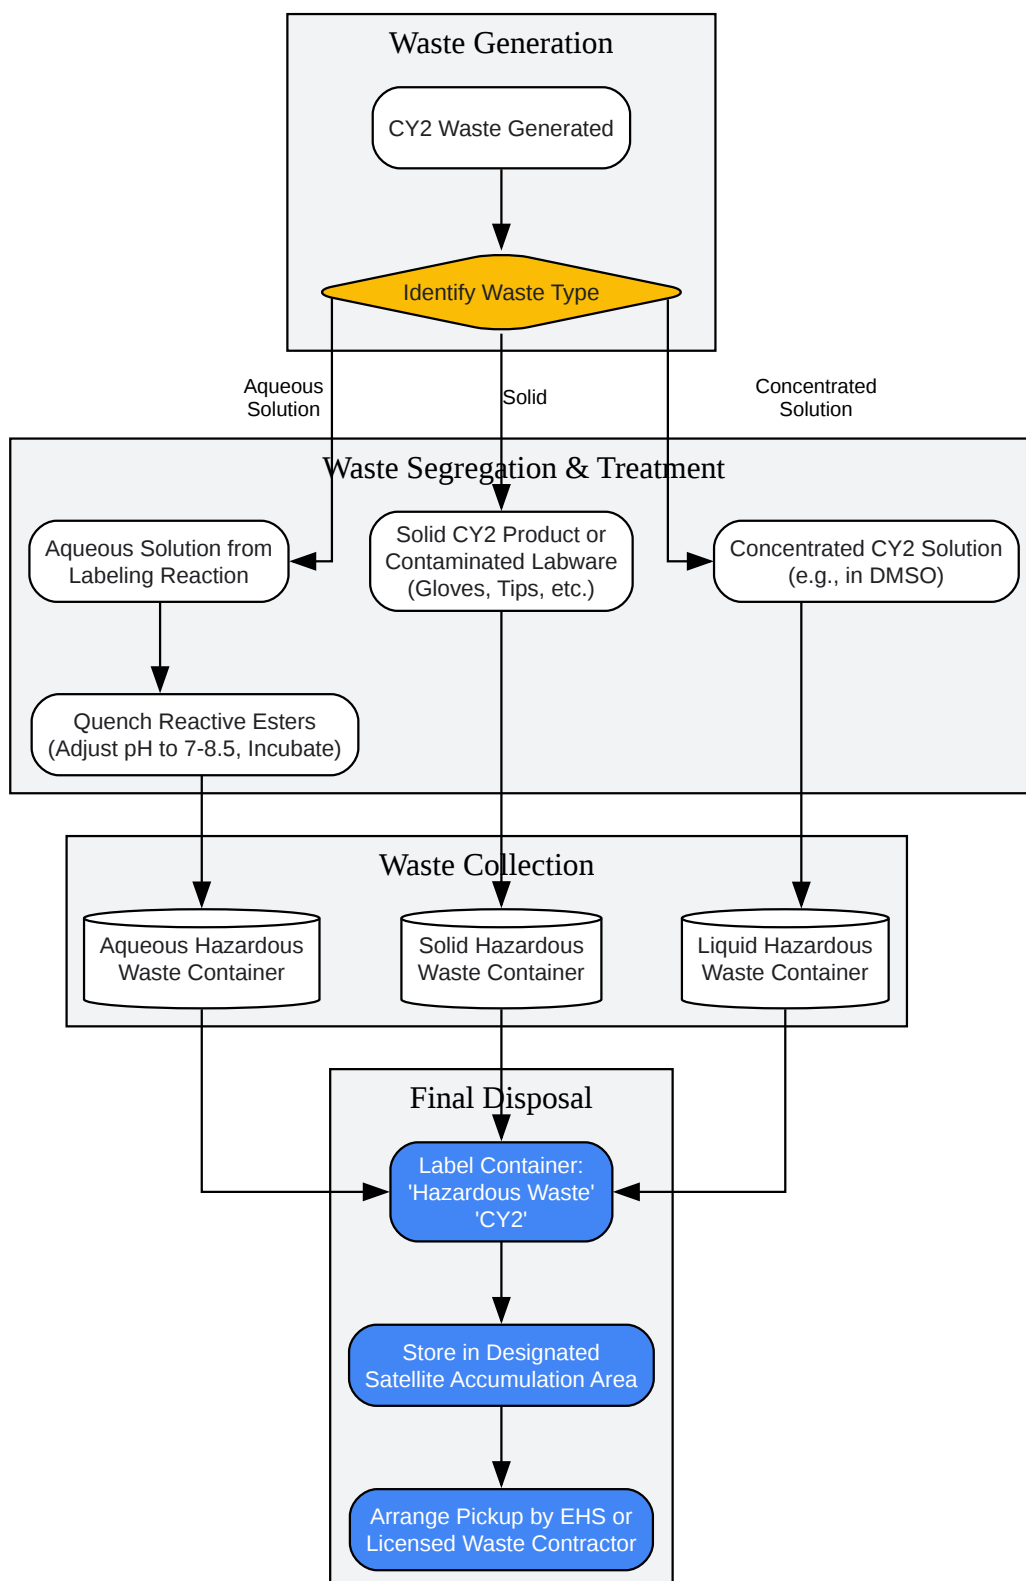 Waste Generation
CY2 Waste Generated
Identify Waste Type
Aqueous
Solution
Solid
Concentrated
Solution
Waste Segregation & Treatment
Aqueous Solution from
Labeling Reaction
Solid CY2 Product or
Contaminated Labware
(Gloves, Tips, etc.)
Concentrated CY2 Solution
(e.g., in DMSO)
Quench Reactive Esters
(Adjust pH to 7-8.5, Incubate)
Waste Collection
Aqueous Hazardous
Waste Container
Solid Hazardous
Waste Container
Liquid Hazardous
Waste Container
Final Disposal
Label Container:
'Hazardous Waste'
'CY2'
Store in Designated
Satellite Accumulation Area
Arrange Pickup by EHS or
Licensed Waste Contractor